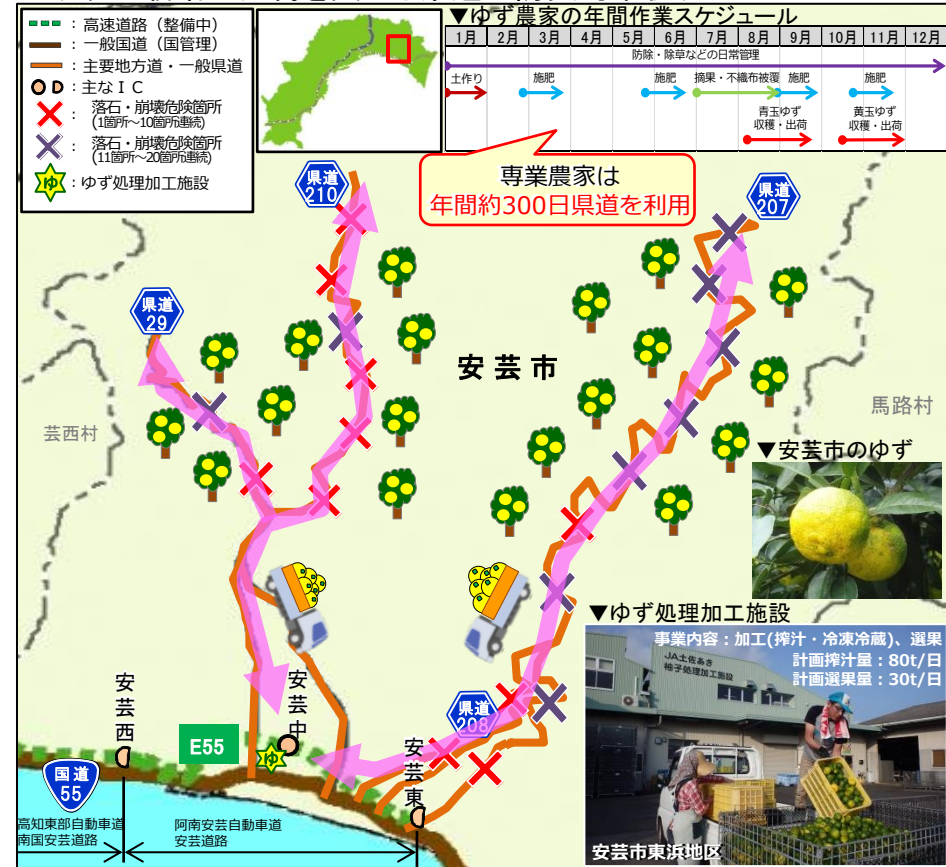 ▼ゆず農家の年間作業スケジュール
1月 2月 3月 4月 5月 6月 7月 8月 9月 10月 11月 12月
防除・除草などの日常管理
土作り 施肥 施肥 摘果・不織布被覆 施肥 施肥
青玉ゆず
収穫・出荷
黄玉ゆず
収穫・出荷
：高速道路（整備中）
：一般国道（国管理）
：主要地方道・一般県道
：主なＩＣ
：落石・崩壊危険箇所
(1箇所～10箇所連続)
：落石・崩壊危険箇所
(11箇所～20箇所連続)
ゆ：ゆず処理加工施設
専業農家は
年間約300日県道を利用
県道
210
県道
207
県道
29
安芸市
芸西村
馬路村
▼安芸市のゆず
▼ゆず処理加工施設
事業内容：加工(搾汁・冷凍冷蔵)、選果
計画搾汁量：80t/日
計画選果量：30t/日
JA土佐あき
柚子処理加工施設
安芸市東浜地区
県道
208
安芸西
E55
安芸中
ゆ
安芸東
国道
55
高知東部自動車道
南国安芸道路
阿南安芸自動車道
安芸道路